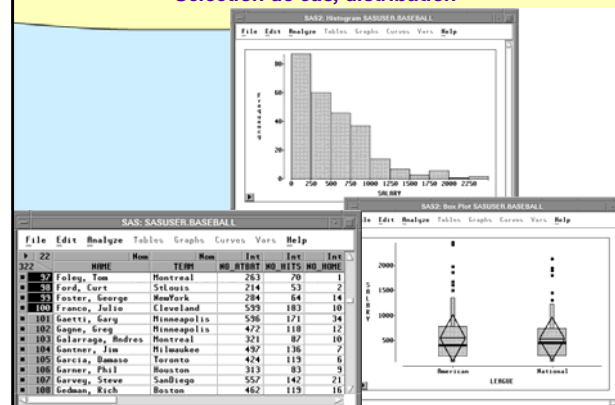 Sélection de cas, distribution
SAS2: Histogram SASUSER.BASEBALL
File Edit Analyze Tables Graphs Curves Vars Help
Frequency
80
60
40
20
0
0 250 500 750 1000 1250 1500 1750 2000 2250
SALARY
SAS: SASUSER.BASEBALL
File Edit Analyze Tables Graphs Curves Vars Help
22 Nom Nom Int Int Int
322 NAME TEAM NO_ATBAT NO_HITS NO_HOME
97 Foley, Tom Montreal 263 70 1
98 Ford, Curt StLouis 214 53 2
99 Foster, George NewYork 284 64 14
100 Franco, Julio Cleveland 599 183 10
101 Gaetti, Gary Minneapolis 596 171 34
102 Gagne, Greg Minneapolis 472 118 12
103 Galarraga, Andres Montreal 321 87 10
104 Gantner, Jim Milwaukee 497 136 7
105 Garcia, Damaso Toronto 424 119 6
106 Garner, Phil Houston 313 83 9
107 Garvey, Steve SanDiego 557 142 21
108 Gedman, Rich Boston 462 119 16
SAS2: Box Plot SASUSER.BASEBALL
Edit Analyze Tables Graphs Curves Vars Help
SALARY
2000
1500
1000
500
American National
LEAGUE